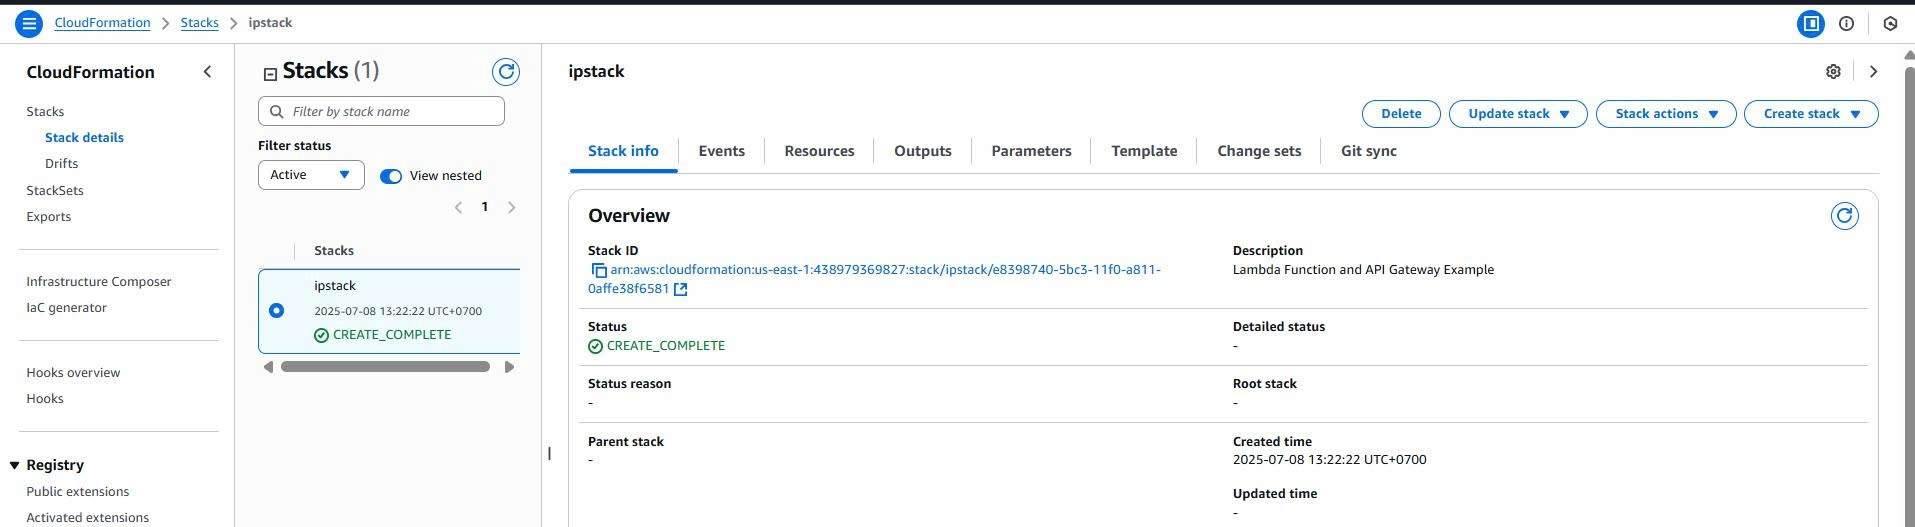 CloudFormation > Stacks > ipstack
CloudFormation
Stacks
Stack details
Drifts
StackSets
Exports
Infrastructure Composer
IaC generator
Hooks overview
Hooks
Registry
Public extensions
Activated extensions
Stacks (1)
Filter by stack name
Filter status
Active
View nested
1
Stacks
ipstack
2025-07-08 13:22:22 UTC+0700
CREATE_COMPLETE
ipstack
Delete
Update stack
Stack actions
Create stack
Stack info
Events
Resources
Outputs
Parameters
Template
Change sets
Git sync
Overview
Stack ID
arn:aws:cloudformation:us-east-1:438979369827:stack/ipstack/e8398740-5bc3-11f0-a811-
0affe38f6581
Description
Lambda Function and API Gateway Example
Status
CREATE_COMPLETE
Detailed status
-
Status reason
-
Root stack
-
Parent stack
-
Created time
2025-07-08 13:22:22 UTC+0700
Updated time
-